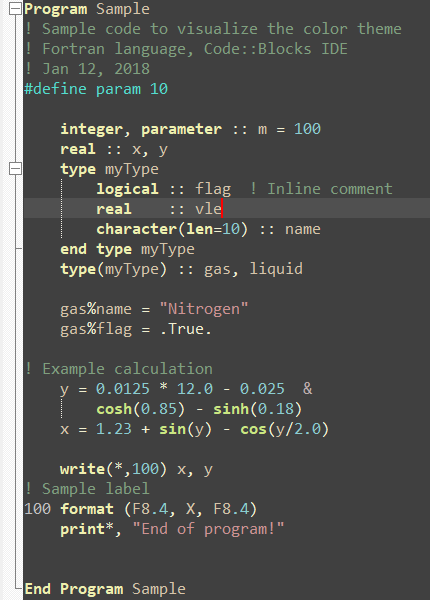 Program Sample
! Sample code to visualize the color theme
! Fortran language, Code::Blocks IDE
! Jan 12, 2018
#define param 10
integer, parameter :: m = 100
real :: x, y
type myType
logical :: flag  ! Inline comment
real    :: vle
character(len=10) :: name
end type myType
type(myType) :: gas, liquid
gas%name = "Nitrogen"
gas%flag = .True.
! Example calculation
y = 0.0125 * 12.0 - 0.025  &
cosh(0.85) - sinh(0.18)
x = 1.23 + sin(y) - cos(y/2.0)
write(*,100) x, y
! Sample label
100 format (F8.4, X, F8.4)
print*, "End of program!"
End Program Sample